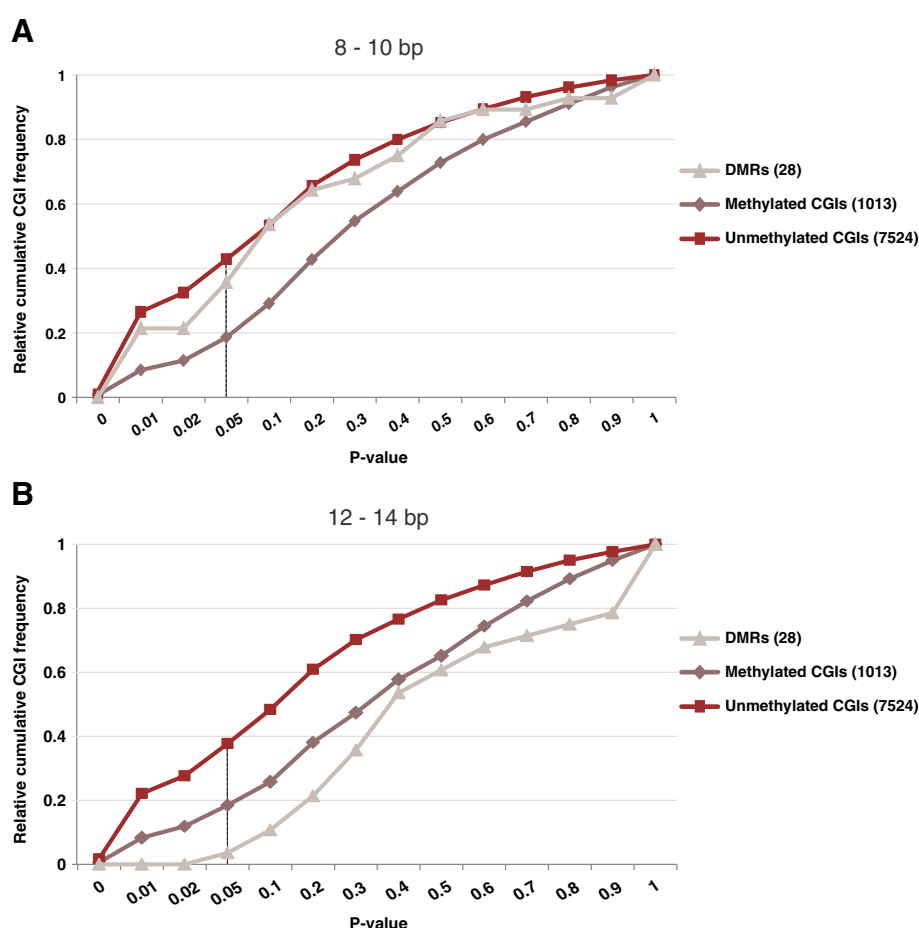 A
8 - 10 bp
Relative cumulative CGI frequency
1
0.8
0.6
0.4
0.2
0
0 0.01 0.02 0.05 0.1 0.2 0.3 0.4 0.5 0.6 0.7 0.8 0.9 1
P-value
DMRs (28)
Methylated CGIs (1013)
Unmethylated CGIs (7524)
B
12 - 14 bp
Relative cumulative CGI frequency
1
0.8
0.6
0.4
0.2
0
0 0.01 0.02 0.05 0.1 0.2 0.3 0.4 0.5 0.6 0.7 0.8 0.9 1
P-value
DMRs (28)
Methylated CGIs (1013)
Unmethylated CGIs (7524)